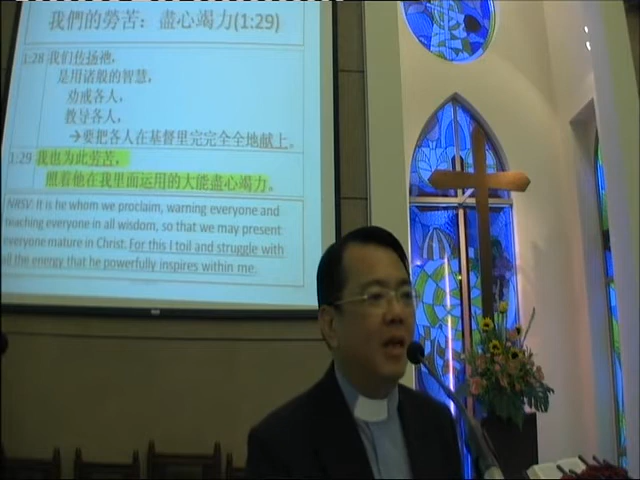 我們的勞苦：盡心竭力(1:29)
1:28 我们传扬祂，
是用诸般的智慧，
劝戒各人，
教导各人，
→要把各人在基督里完完全全地献上。
1:29 我也为此劳苦，
照着他在我里面运用的大能盡心竭力。
NRSV: It is he whom we proclaim, warning everyone and
teaching everyone in all wisdom, so that we may present
everyone mature in Christ. For this I toil and struggle with
all the energy that he powerfully inspires within me.